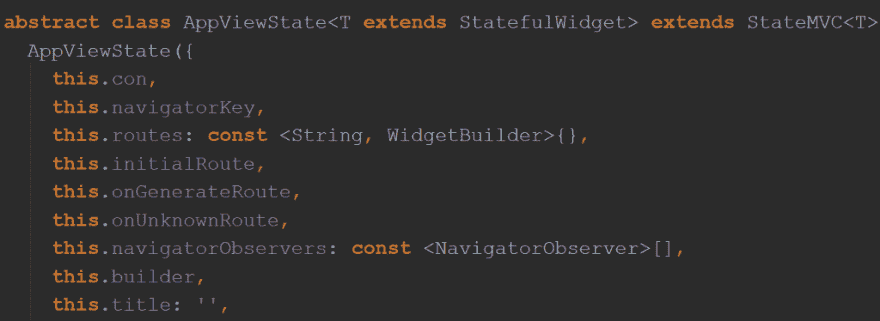 abstract class AppViewState<T extends StatefulWidget> extends StateMVC<T>
AppViewState({
this.con,
this.navigatorKey,
this.routes: const <String, WidgetBuilder>{},
this.initialRoute,
this.onGenerateRoute,
this.onUnknownRoute,
this.navigatorObservers: const <NavigatorObserver>[],
this.builder,
this.title: '',